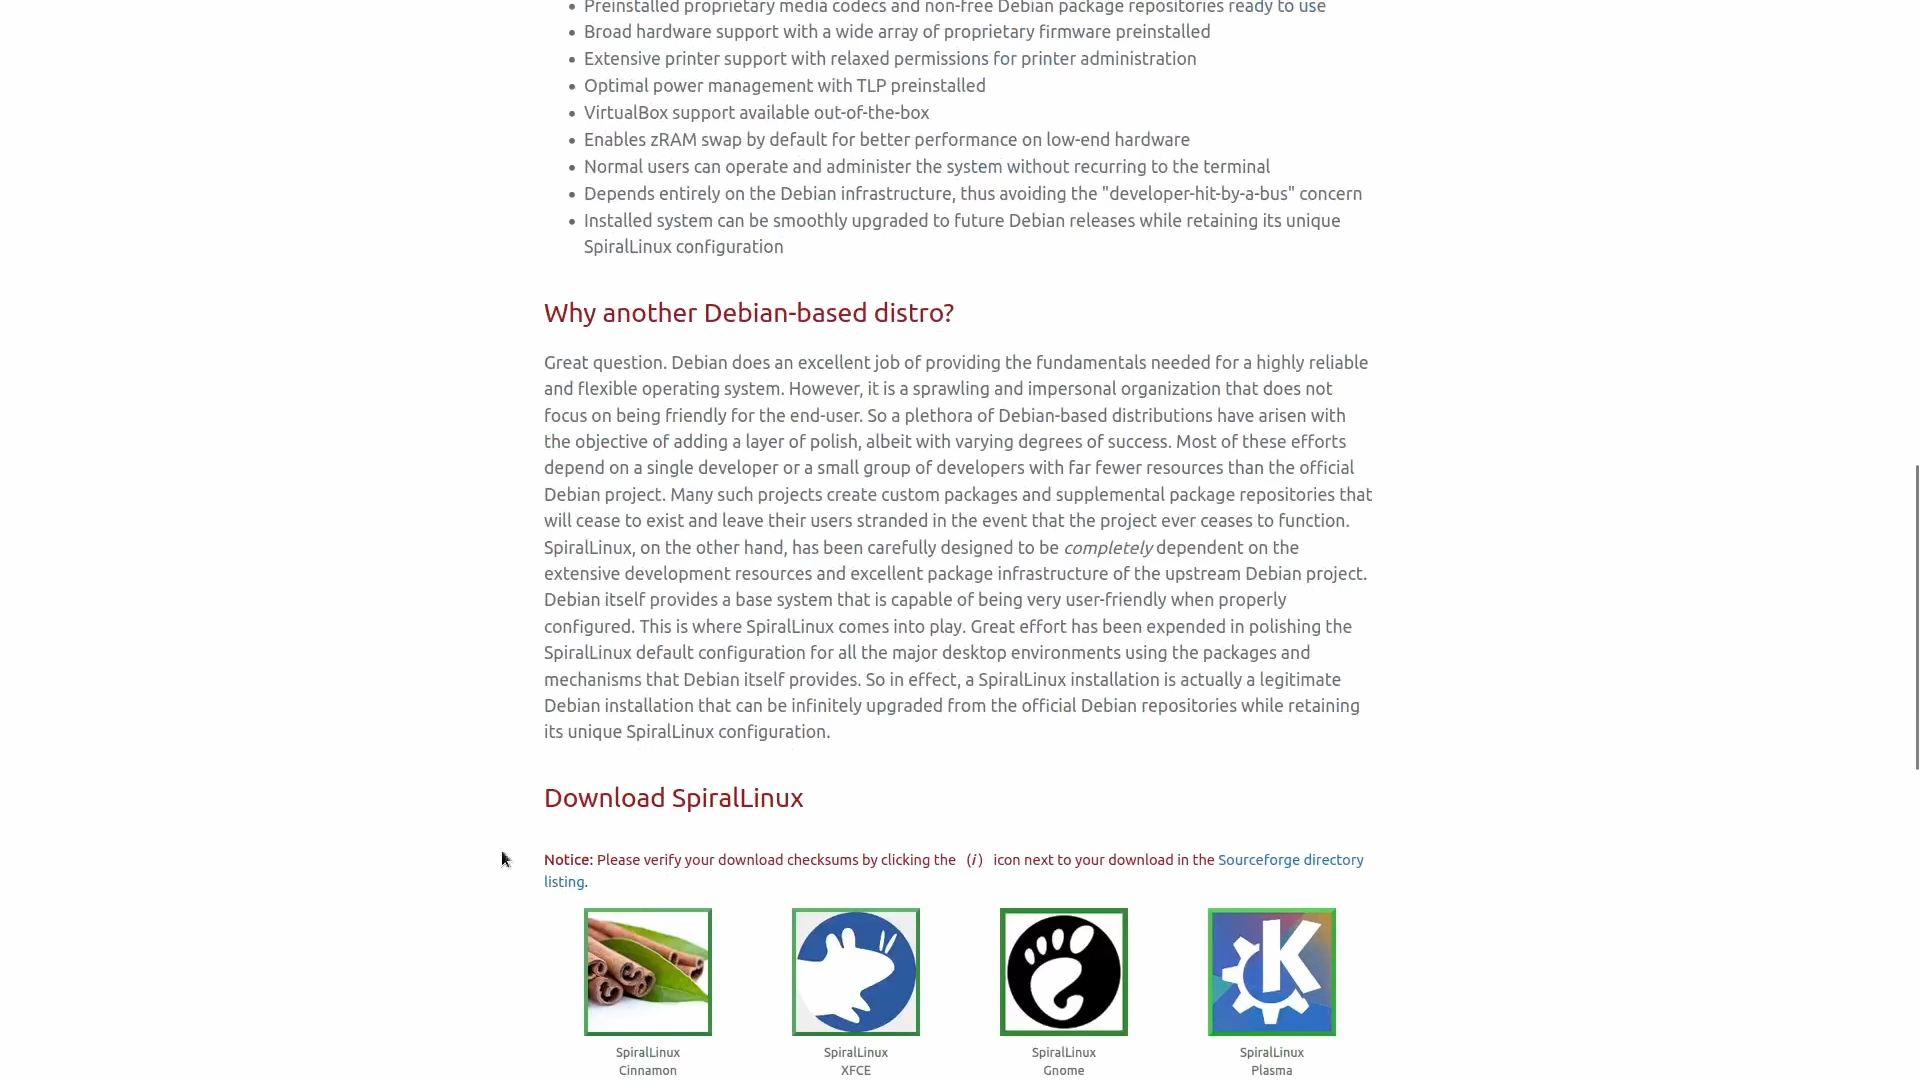 Preinstalled proprietary media codecs and non-free Debian package repositories ready to use
Broad hardware support with a wide array of proprietary firmware preinstalled
Extensive printer support with relaxed permissions for printer administration
Optimal power management with TLP preinstalled
VirtualBox support available out-of-the-box
Enables zRAM swap by default for better performance on low-end hardware
Normal users can operate and administer the system without recurring to the terminal
Depends entirely on the Debian infrastructure, thus avoiding the "developer-hit-by-a-bus" concern
Installed system can be smoothly upgraded to future Debian releases while retaining its unique
SpiralLinux configuration
Why another Debian-based distro?
Great question. Debian does an excellent job of providing the fundamentals needed for a highly reliable
and flexible operating system. However, it is a sprawling and impersonal organization that does not
focus on being friendly for the end-user. So a plethora of Debian-based distributions have arisen with
the objective of adding a layer of polish, albeit with varying degrees of success. Most of these efforts
depend on a single developer or a small group of developers with far fewer resources than the official
Debian project. Many such projects create custom packages and supplemental package repositories that
will cease to exist and leave their users stranded in the event that the project ever ceases to function.
SpiralLinux, on the other hand, has been carefully designed to be completely dependent on the
extensive development resources and excellent package infrastructure of the upstream Debian project.
Debian itself provides a base system that is capable of being very user-friendly when properly
configured. This is where SpiralLinux comes into play. Great effort has been expended in polishing the
SpiralLinux default configuration for all the major desktop environments using the packages and
mechanisms that Debian itself provides. So in effect, a SpiralLinux installation is actually a legitimate
Debian installation that can be infinitely upgraded from the official Debian repositories while retaining
its unique SpiralLinux configuration.
Download SpiralLinux
Notice: Please verify your download checksums by clicking the (i) icon next to your download in the Sourceforge directory
listing.
SpiralLinux
Cinnamon
SpiralLinux
XFCE
SpiralLinux
Gnome
SpiralLinux
Plasma